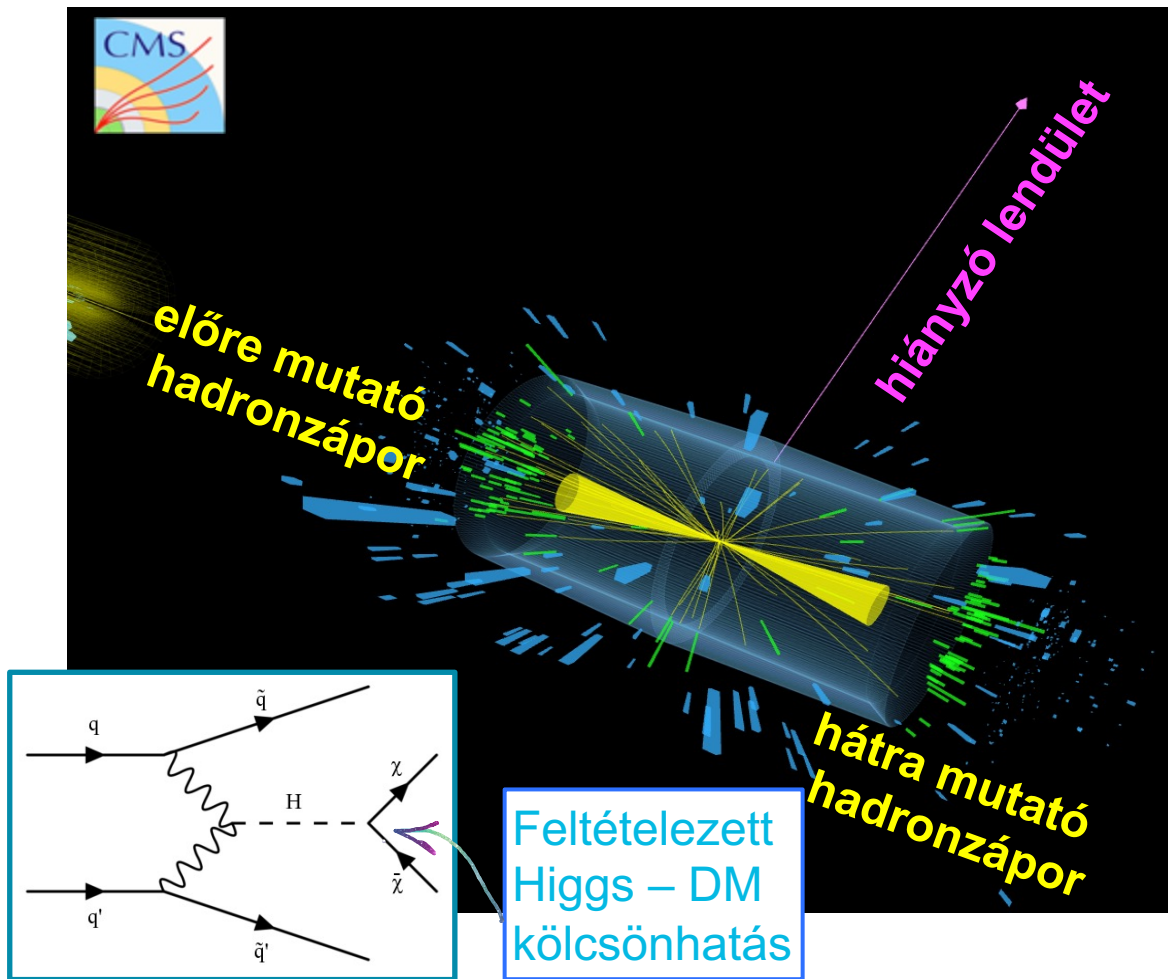 CMS
hiányzó lendület
előre mutató
hadronzápor
hátra mutató
hadronzápor
q
q̃
H
χ
χ̄
q'
q̃'
Feltételezett
Higgs – DM
kölcsönhatás